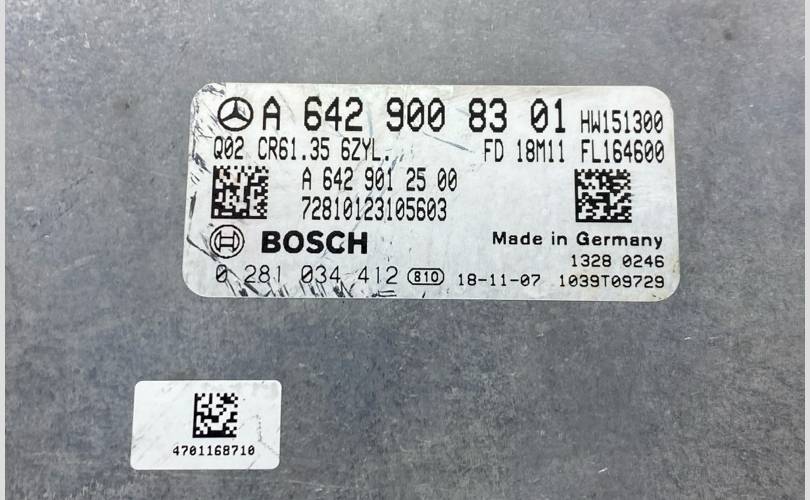 A 642 900 83 01 HW151300
Q02 CR61.35 6ZYL. FD 18M11 FL164600
A 642 901 25 00
72810123105603
BOSCH Made in Germany
1328 0246
0 281 034 412 810 18-11-07 1039T09729
4701168710